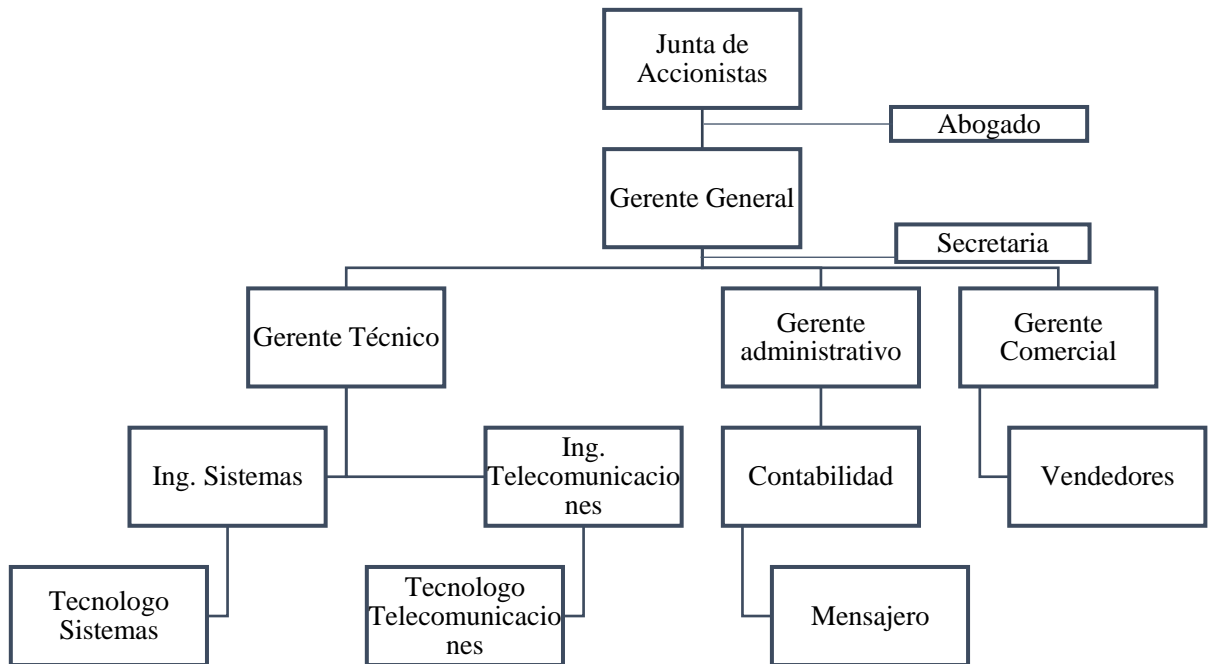 Junta de
Accionistas
Abogado
Gerente General
Secretaria
Gerente Técnico
Gerente
administrativo
Gerente
Comercial
Ing. Sistemas
Ing.
Telecomunicacio
nes
Contabilidad
Vendedores
Tecnologo
Sistemas
Tecnologo
Telecomunicacio
nes
Mensajero